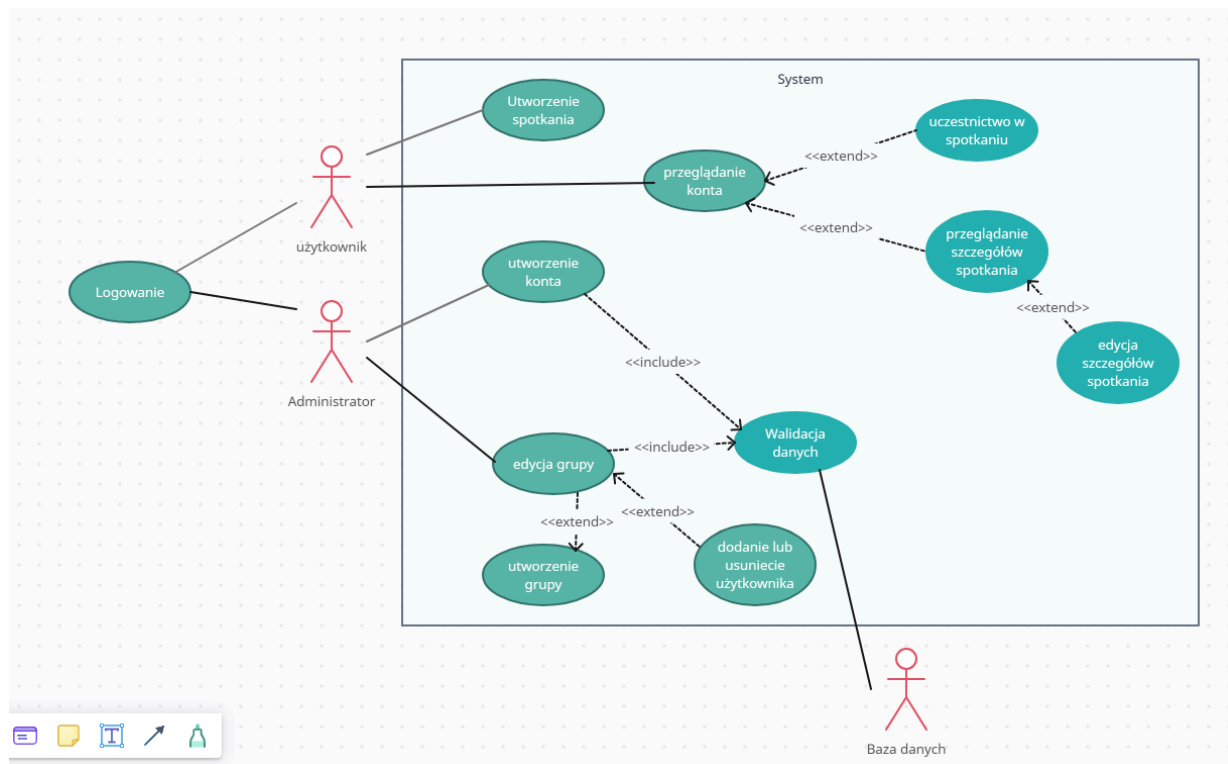 System
Utworzenie
spotkania
uczestnictwo w
spotkaniu
<<extend>>
przeglądanie
konta
<<extend>>
przeglądanie
szczegółów
spotkania
użytkownik
utworzenie
konta
Logowanie
<<extend>>
Administrator
<<include>>
edycja
szczegółów
spotkania
Walidacja
danych
<<include>>
edycja grupy
<<extend>>
<<extend>>
utworzenie
grupy
dodanie lub
usuniecie
użytkownika
Baza danych
T